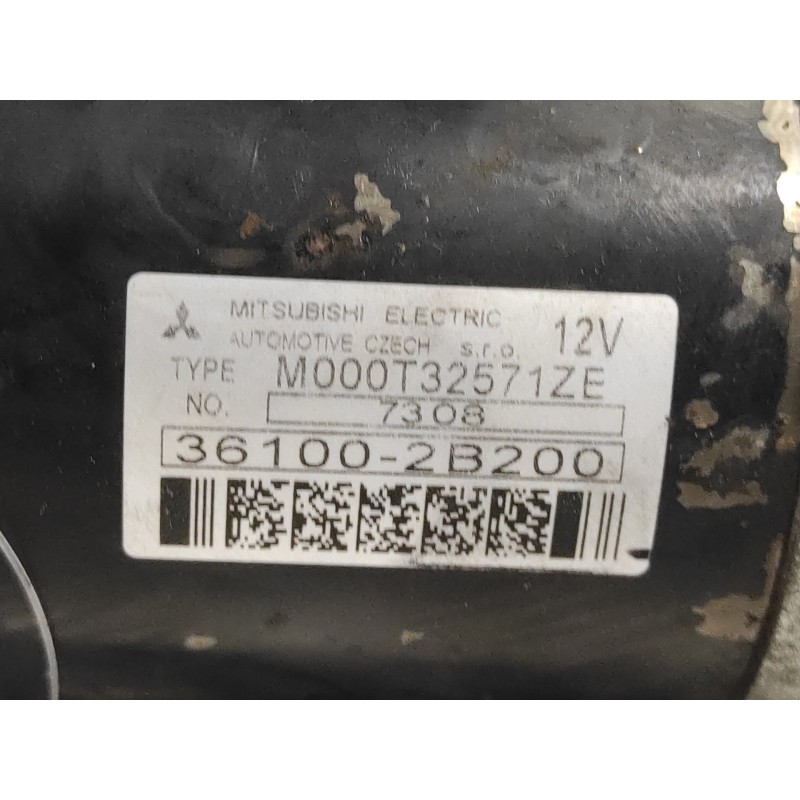 MITSUBISHI ELECTRIC
AUTOMOTIVE CZECH s.r.o. 12V
TYPE M000T32571ZE
NO. 7308
36100-2B200